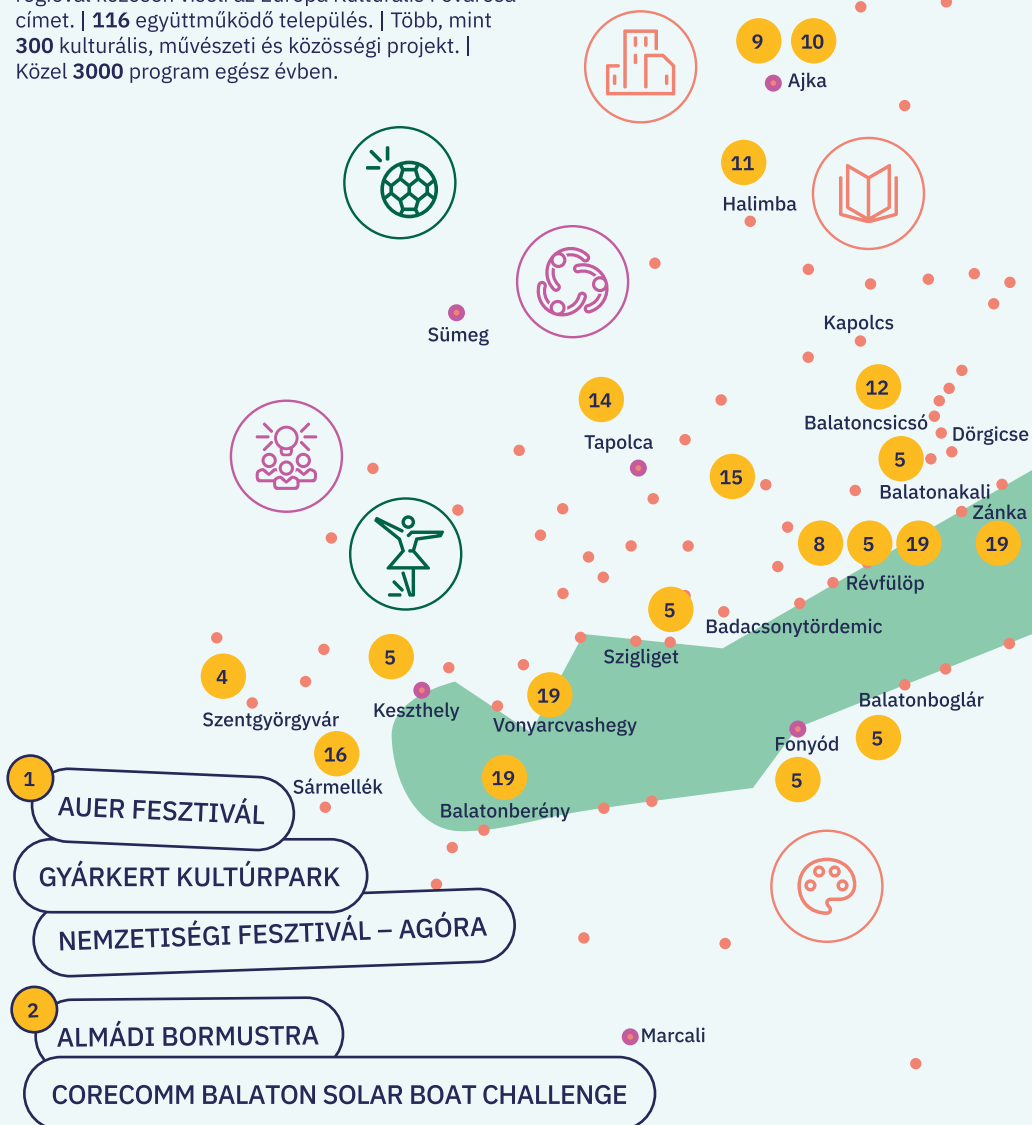 címet. | 116 együttműködő település. | Több, mint
300 kulturális, művészeti és közösségi projekt. |
Közel 3000 program egész évben.
9 10
Ajka
11
Halimba
Sümeg
Kapolcs
14
Tapolca
12
Balatoncsicsó
Dörgicse
5
15
Balatonakali
Zánka
8 5 19 19
Révfülöp
5
Badacsonytördemic
Szigliget
5
4
Keszthely
19
Vonyarcvashegy
Szentgyörgyvár
Balatonboglár
5
Fonyód
5
16
Sármellék
19
Balatonberény
1
AUER FESZTIVÁL
GYÁRKERT KULTÚRPARK
NEMZETISÉGI FESZTIVÁL – AGÓRA
2
ALMÁDI BORMUSTRA
Marcali
CORECOMM BALATON SOLAR BOAT CHALLENGE